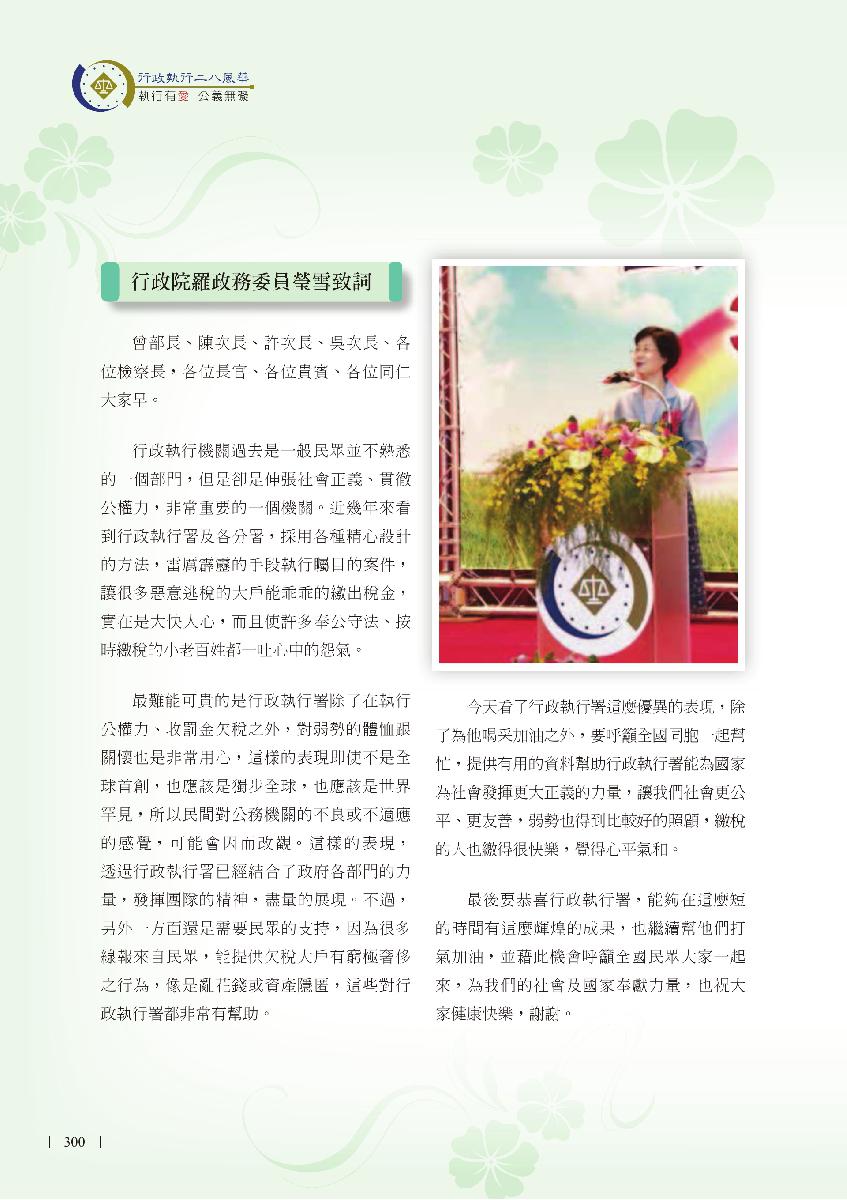 行政執行二八風華
執行有愛 公義無礙
行政院羅政務委員瑩雪致詞
曾部長、陳次長、許次長、吳次長、各
位檢察長，各位長官、各位貴賓、各位同仁
大家早。
行政執行機關過去是一般民眾並不熟悉
的一個部門，但是卻是伸張社會正義、貫徹
公權力，非常重要的一個機關。近幾年來看
到行政執行署及各分署，採用各種精心設計
的方法，雷厲霹靂的手段執行囑目的案件，
讓很多惡意逃稅的大戶能乖乖的繳出稅金，
實在是大快人心，而且使許多奉公守法、按
時繳稅的小老百姓都一吐心中的怨氣。
最難能可貴的是行政執行署除了在執行
公權力、收罰金欠稅之外，對弱勢的體恤跟
關懷也是非常用心，這樣的表現即使不是全
球首創，也應該是獨步全球，也應該是世界
罕見，所以民間對公務機關的不良或不適應
的感覺，可能會因而改觀。這樣的表現，
透過行政執行署已經結合了政府各部門的力
量，發揮團隊的精神，盡量的展現。不過，
另外一方面還是需要民眾的支持，因為很多
線報來自民眾，能提供欠稅大戶有窮極奢侈
之行為，像是亂花錢或資產隱匿，這些對行
政執行署都非常有幫助。
今天看了行政執行署這麼優異的表現，除
了為他喝采加油之外，要呼籲全國同胞一起幫
忙，提供有用的資料幫助行政執行署能為國家
為社會發揮更大正義的力量，讓我們社會更公
平、更友善，弱勢也得到比較好的照顧，繳稅
的人也繳得很快樂，覺得心平氣和。
最後要恭喜行政執行署，能夠在這麼短
的時間有這麼輝煌的成果，也繼續幫他們打
氣加油，並藉此機會呼籲全國民眾大家一起
來，為我們的社會及國家奉獻力量，也祝大
家健康快樂，謝謝。
300